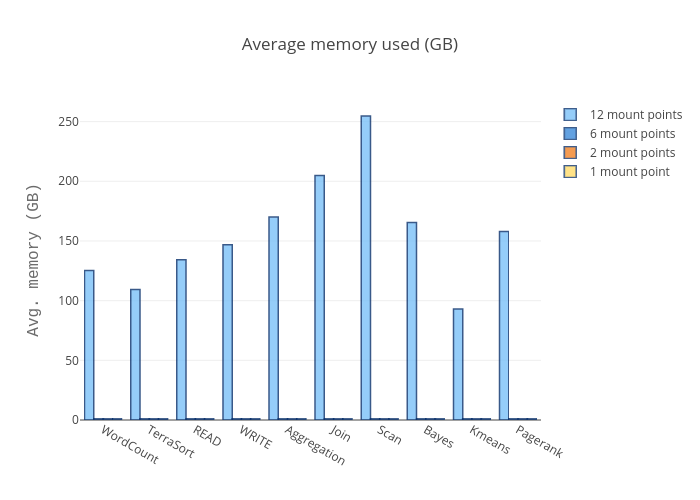 Average memory used (GB)
12 mount points
6 mount points
2 mount points
1 mount point
Avg. memory (GB)
250
200
150
100
50
0
WordCount
TerraSort
READ
WRITE
Aggregation
Join
Scan
Bayes
Kmeans
Pagerank